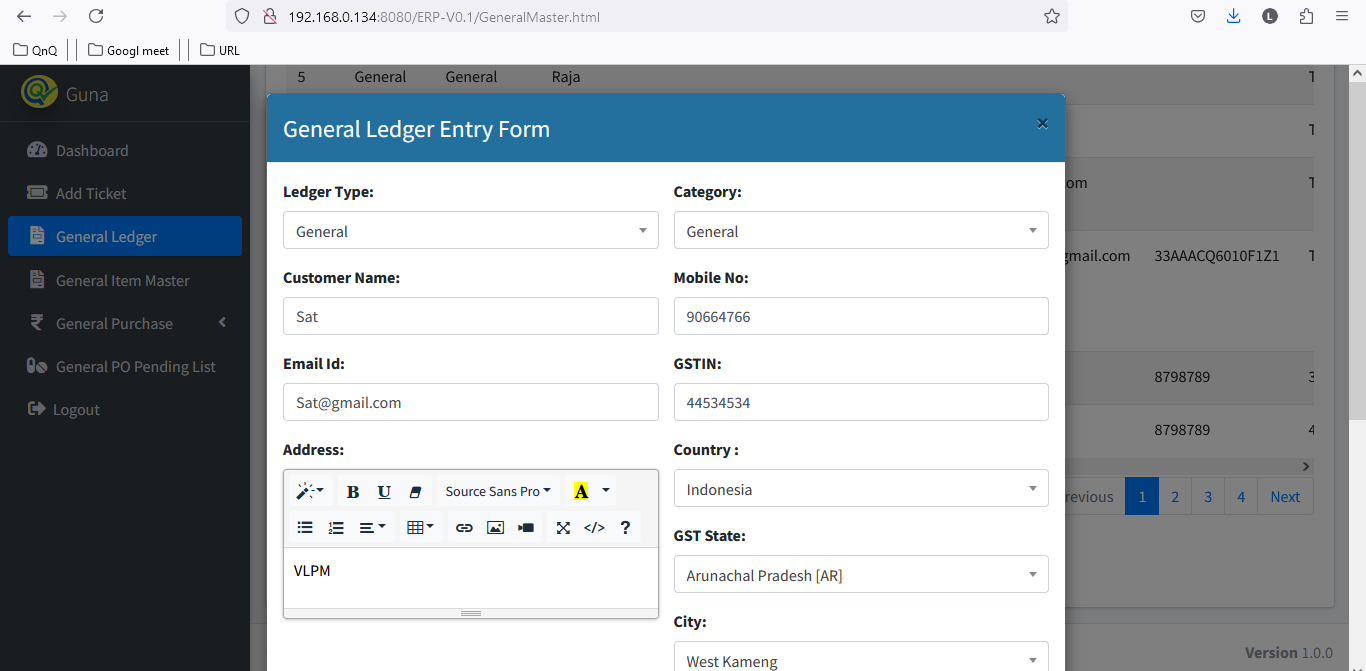 192.168.0.134:8080/ERP-V0.1/GeneralMaster.html
L
QnQ
Googl meet
URL
Guna
Dashboard
Add Ticket
General Ledger
General Item Master
General Purchase
General PO Pending List
Logout
5 General General Raja
General Ledger Entry Form ×
Ledger Type: Category:
General General
Customer Name: Mobile No:
Sat 90664766
Email Id: GSTIN:
Sat@gmail.com 44534534
Address: Country :
B U Source Sans Pro A
</> ?
VLPM
Indonesia
GST State:
Arunachal Pradesh [AR]
City:
West Kameng
om
gmail.com 33AAACQ6010F1Z1
8798789
8798789 4
revious 1 2 3 4 Next
Version 1.0.0